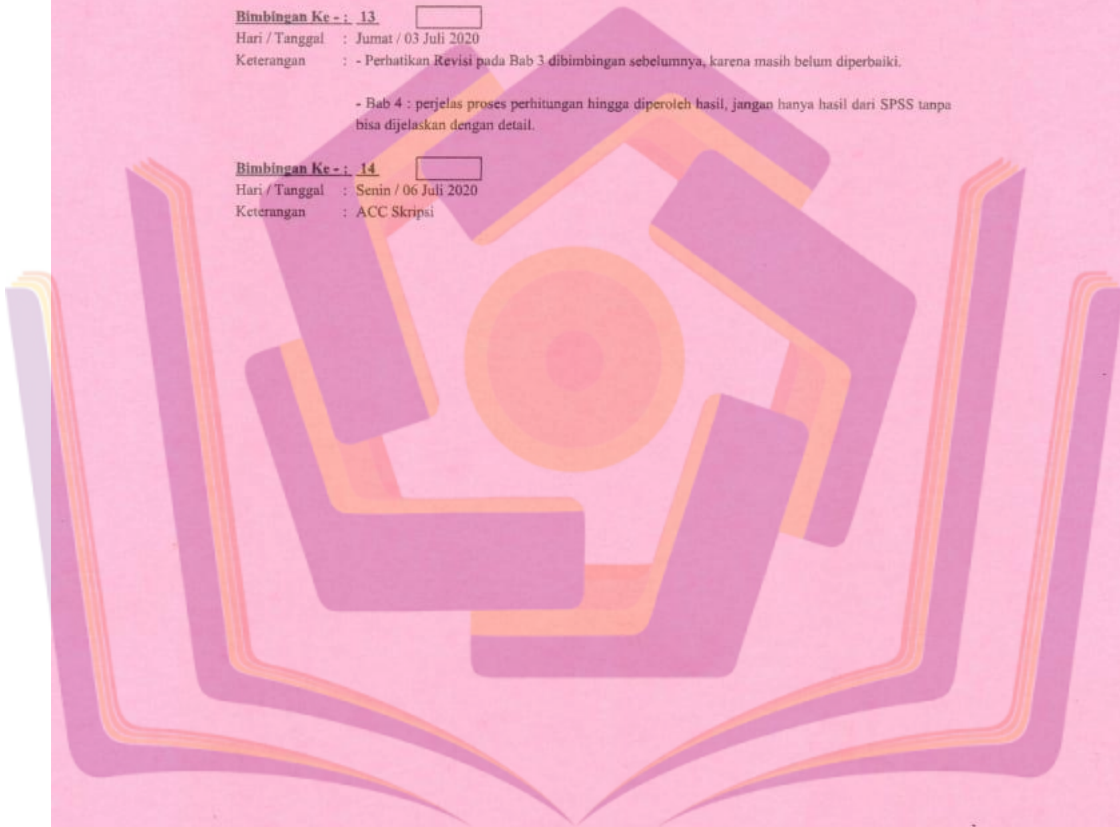 Bimbingan Ke - : 13
Hari / Tanggal : Jumat / 03 Juli 2020
Keterangan : - Perhatikan Revisi pada Bab 3 dibimbingan sebelumnya, karena masih belum diperbaiki.
- Bab 4 : perjelas proses perhitungan hingga diperoleh hasil, jangan hanya hasil dari SPSS tanpa
bisa dijelaskan dengan detail.
Bimbingan Ke - : 14
Hari / Tanggal : Senin / 06 Juli 2020
Keterangan : ACC Skripsi